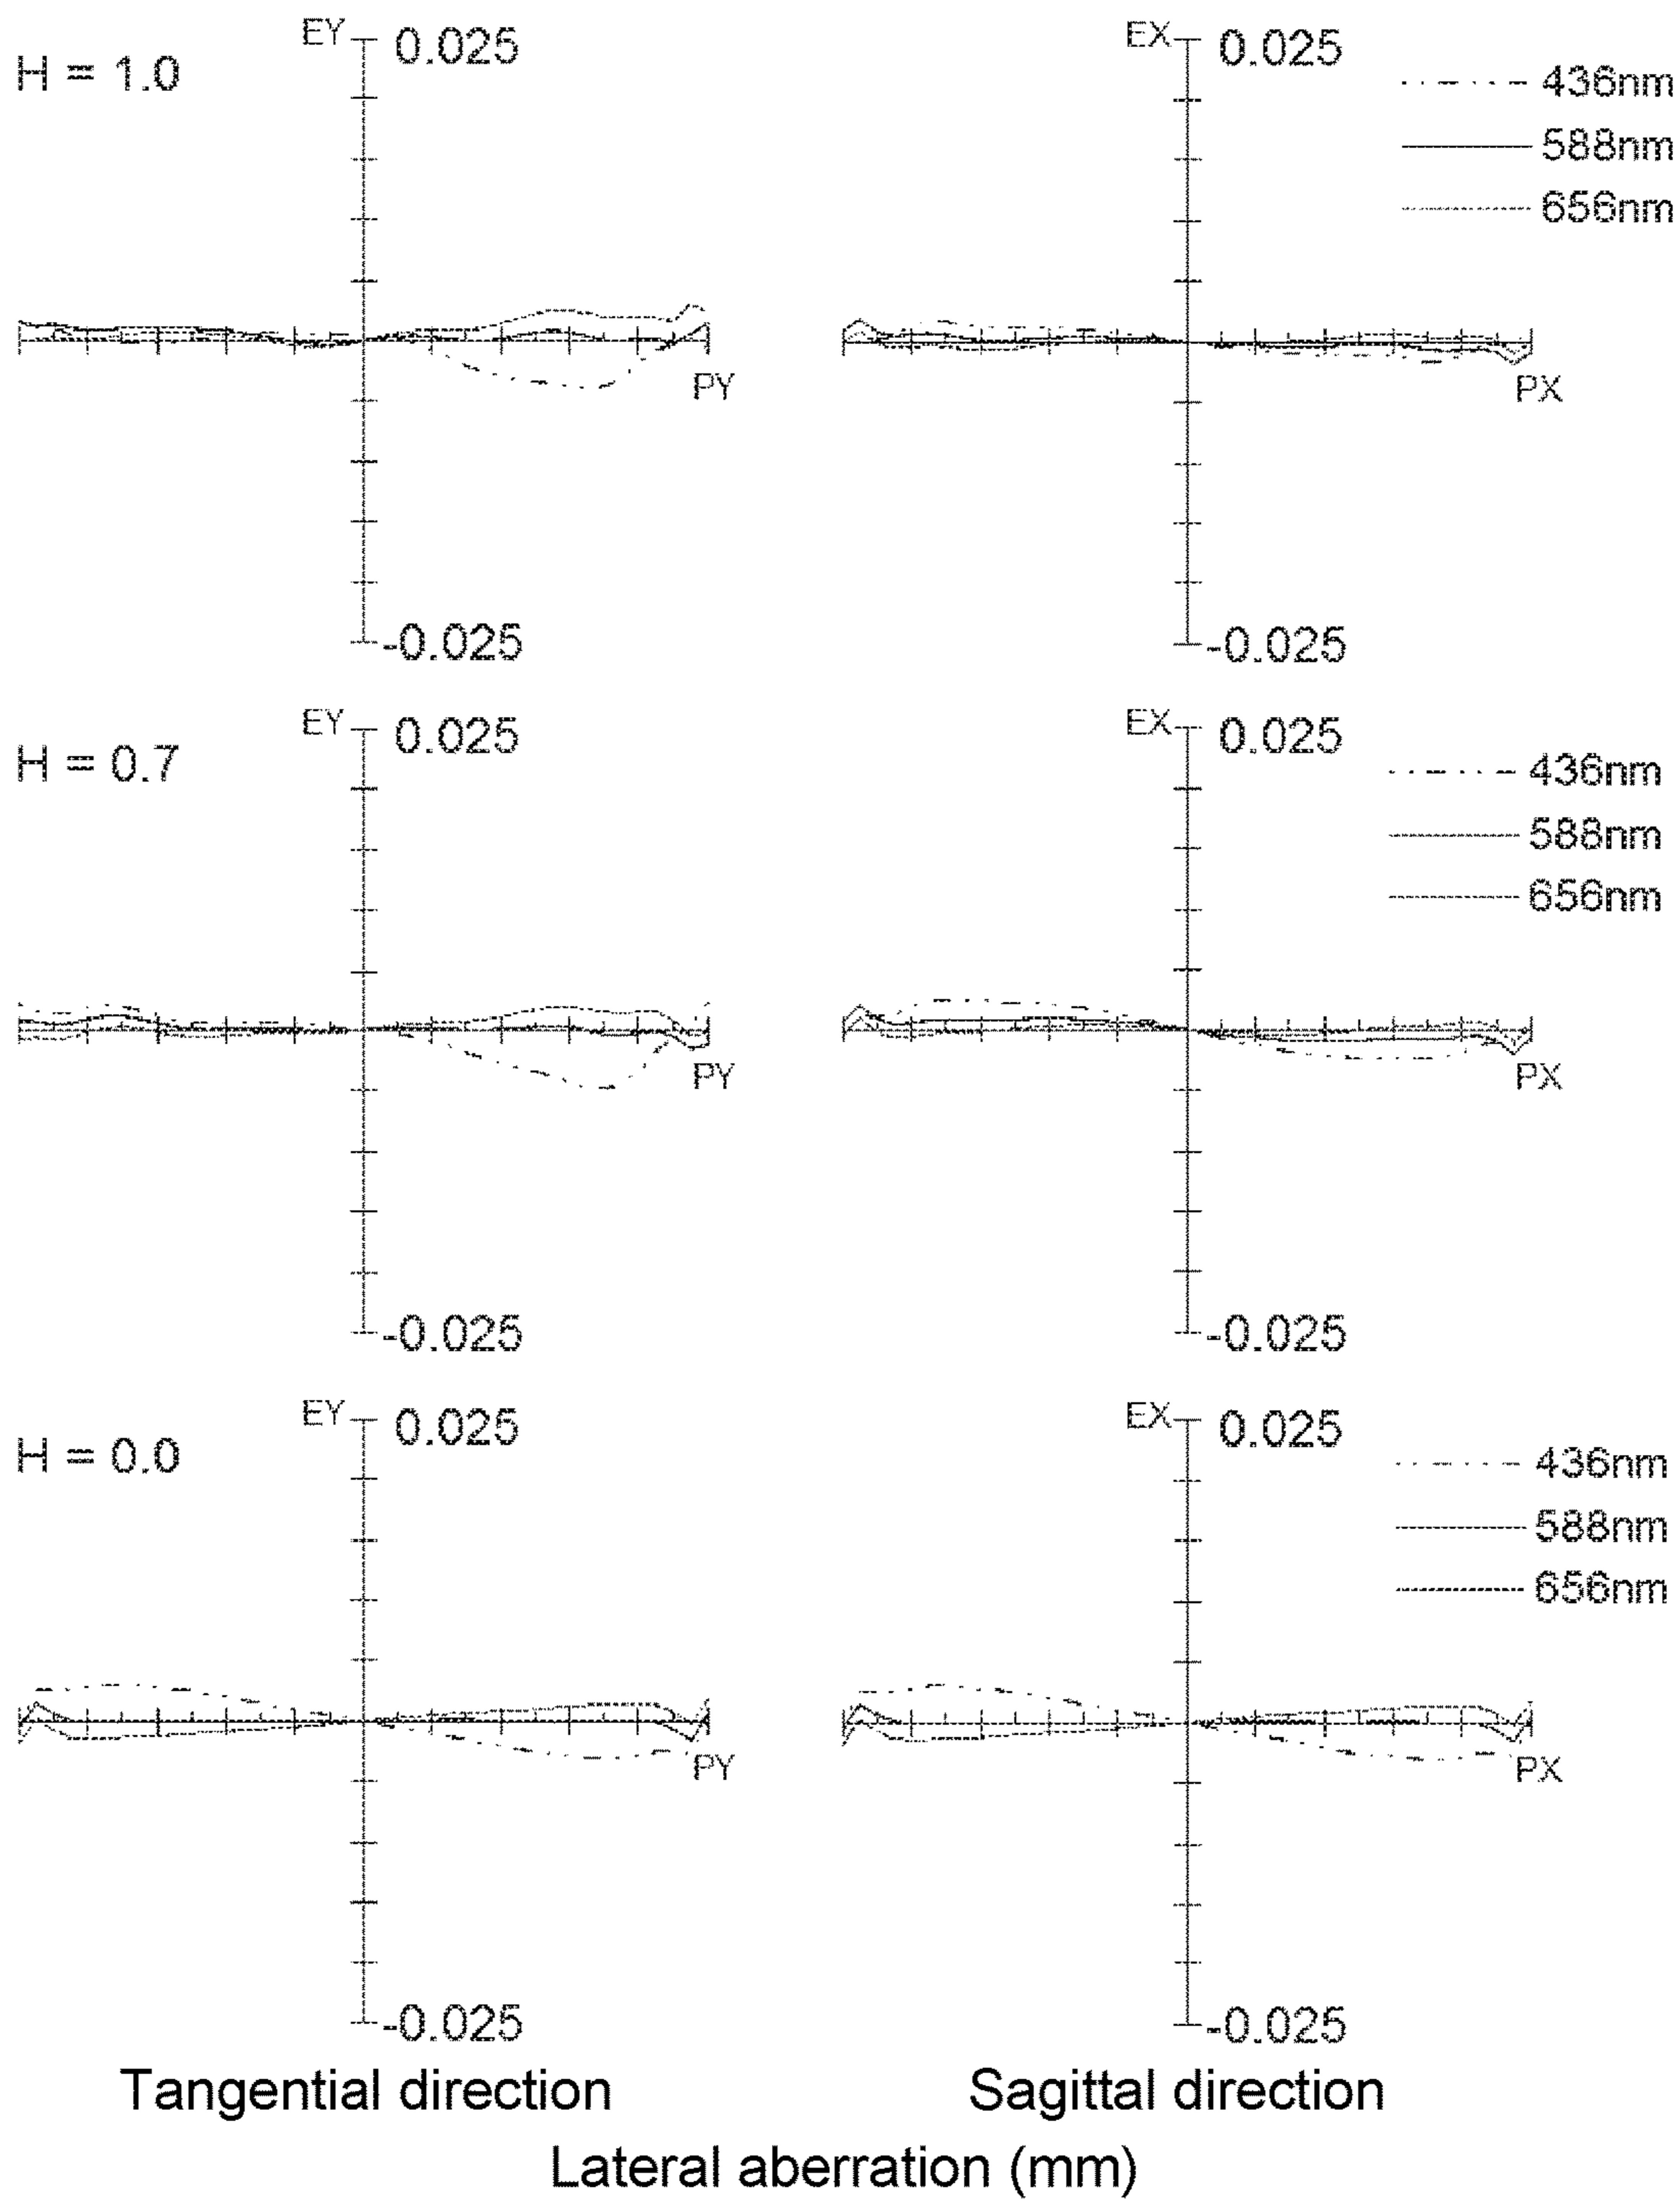 EY 0.025 EX 0.025
H = 1.0
436nm
588nm
656nm
PY PX
-0.025 -0.025
EY 0.025 EX 0.025
H = 0.7
436nm
588nm
656nm
PY PX
-0.025 -0.025
EY 0.025 EX 0.025
H = 0.0
436nm
588nm
656nm
PY PX
-0.025 -0.025
Tangential direction Sagittal direction
Lateral aberration (mm)